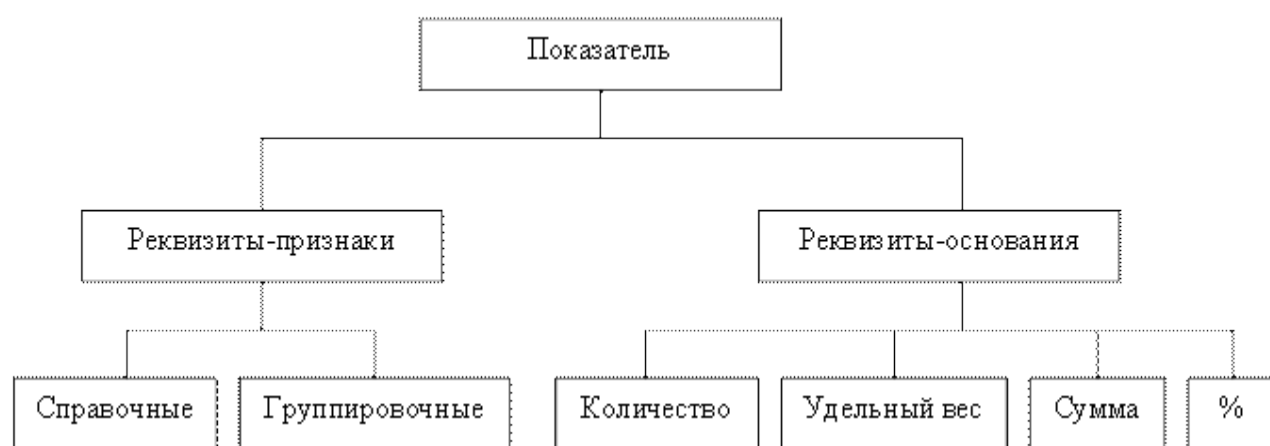 Показатель
Реквизиты-признаки
Реквизиты-основания
Справочные
Группировочные
Количество
Удельный вес
Сумма
%